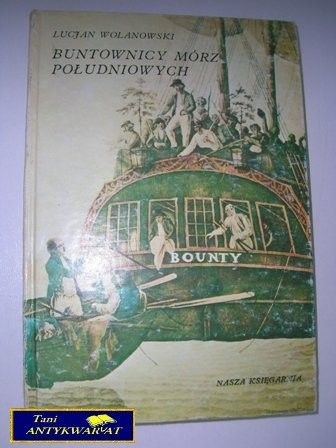 LUCJAN WOLANOWSKI
BUNTOWNICY MÓRZ
POŁUDNIOWYCH
BOUNTY
NASZA KSIĘGARNIA
Tani
ANTYKWARIAT